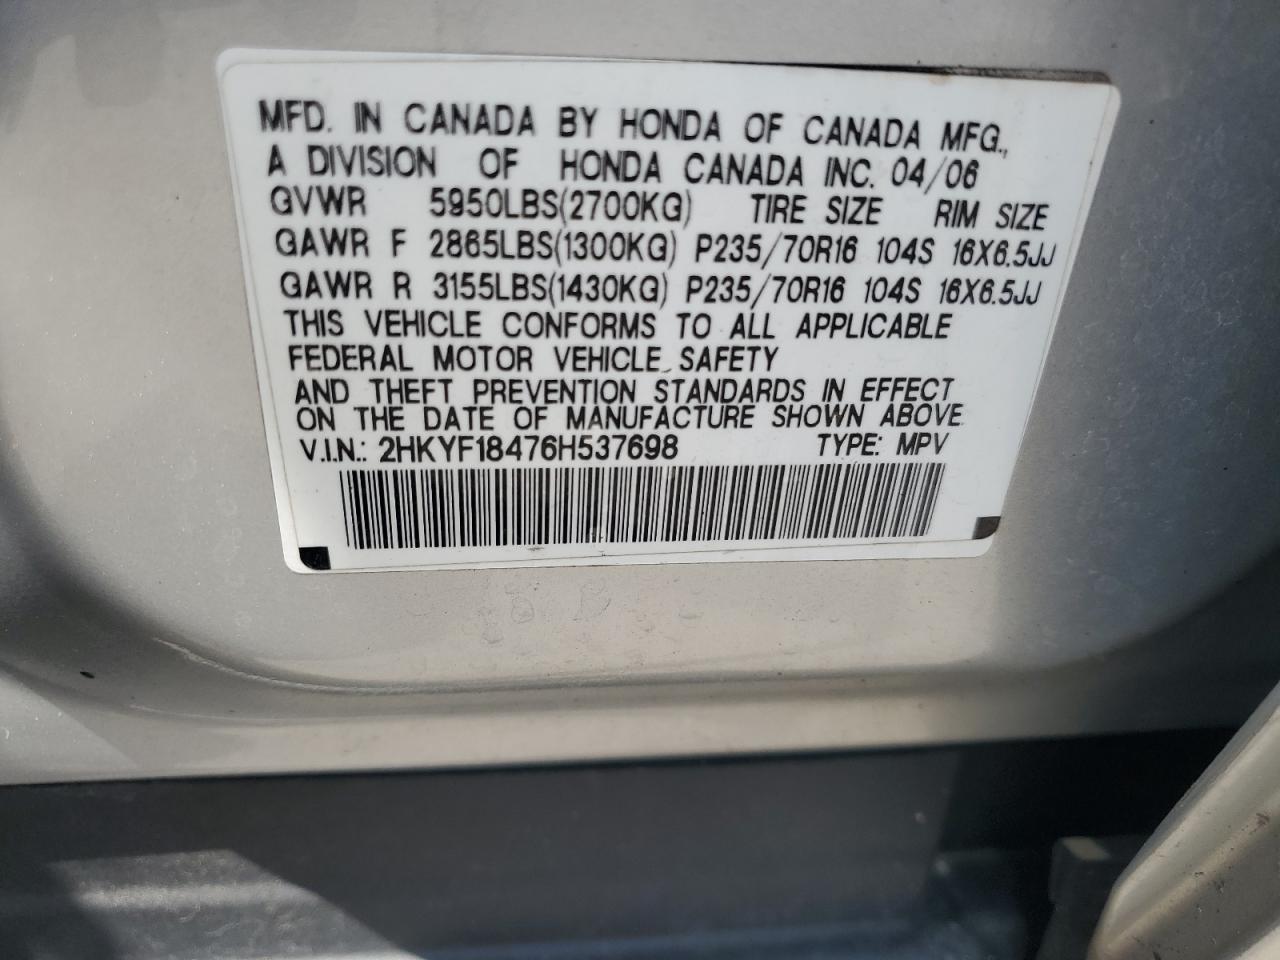 MFD. IN CANADA BY HONDA OF CANADA MFG.,
A DIVISION OF HONDA CANADA INC. 04/06
GVWR 5950LBS(2700KG) TIRE SIZE RIM SIZE
GAWR F 2865LBS(1300KG) P235/70R16 104S 16X6.5JJ
GAWR R 3155LBS(1430KG) P235/70R16 104S 16X6.5JJ
THIS VEHICLE CONFORMS TO ALL APPLICABLE
FEDERAL MOTOR VEHICLE SAFETY
AND THEFT PREVENTION STANDARDS IN EFFECT
ON THE DATE OF MANUFACTURE SHOWN ABOVE.
V.I.N.: 2HKYF18476H537698 TYPE: MPV